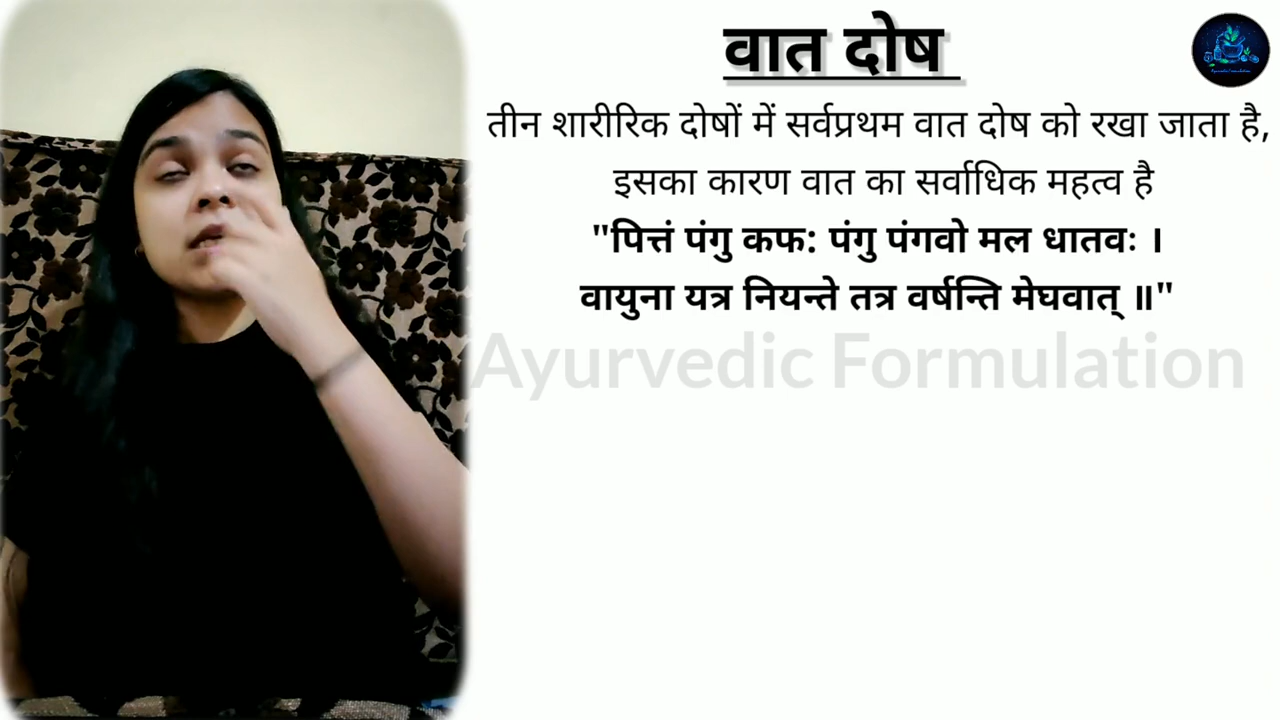 वात दोष
तीन शारीरिक दोषों में सर्वप्रथम वात दोष को रखा जाता है,
इसका कारण वात का सर्वाधिक महत्व है
"पित्तं पंगु कफ: पंगु पंगवो मल धातवः ।
वायुना यत्र नियन्ते तत्र वर्षन्ति मेघवात् ॥"
Ayurvedic Formulation